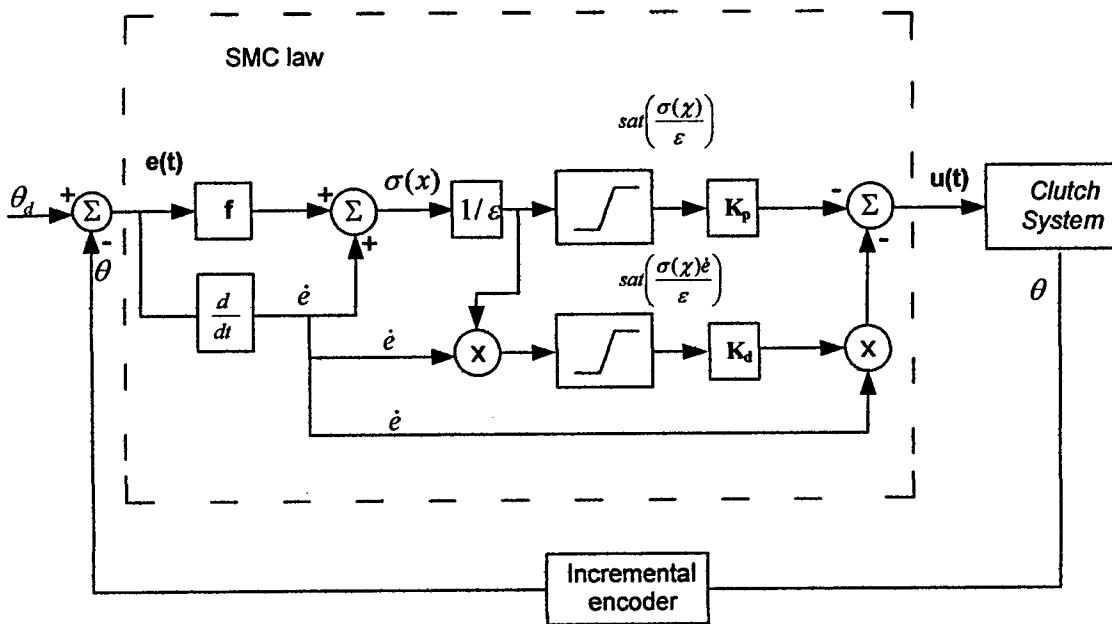 SMC law
sat(σ(χ)/ε)
e(t)
θd
+
Σ
-
θ
f
+
Σ
+
σ(x)
1/ε
Kp
-
Σ
-
u(t)
Clutch
System
θ
d/dt
ė
sat(σ(χ)ė/ε)
ė
X
Kd
X
ė
Incremental
encoder